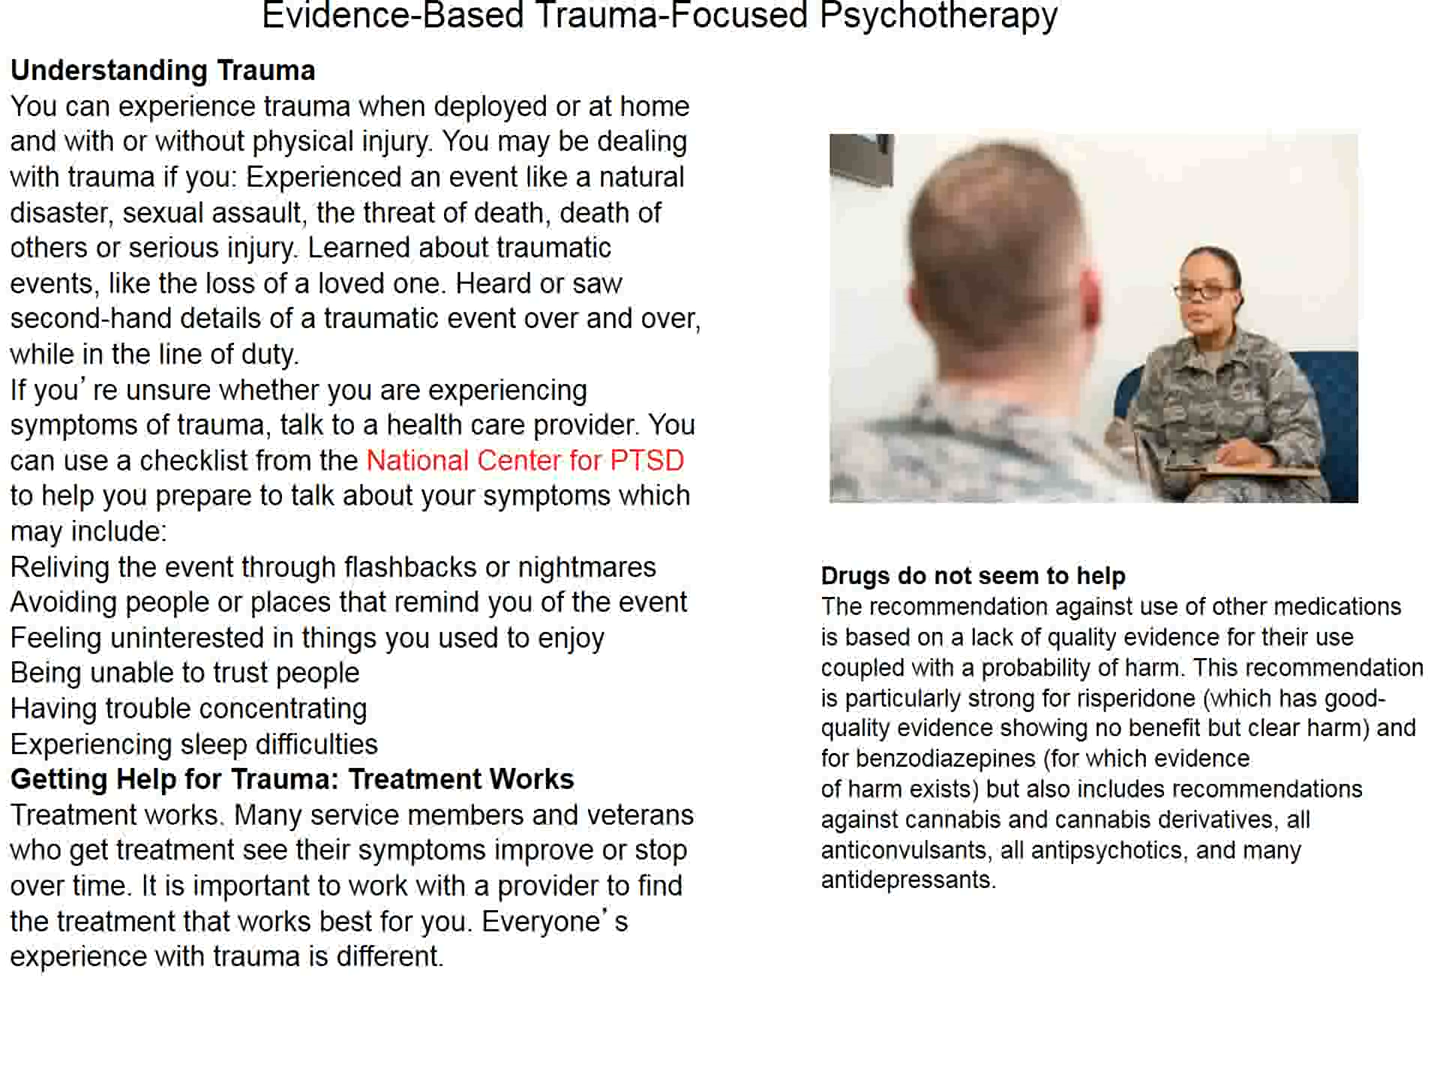 Evidence-Based Trauma-Focused Psychotherapy
Understanding Trauma
You can experience trauma when deployed or at home
and with or without physical injury. You may be dealing
with trauma if you: Experienced an event like a natural
disaster, sexual assault, the threat of death, death of
others or serious injury. Learned about traumatic
events, like the loss of a loved one. Heard or saw
second-hand details of a traumatic event over and over,
while in the line of duty.
If you’ re unsure whether you are experiencing
symptoms of trauma, talk to a health care provider. You
can use a checklist from the National Center for PTSD
to help you prepare to talk about your symptoms which
may include:
Reliving the event through flashbacks or nightmares
Avoiding people or places that remind you of the event
Feeling uninterested in things you used to enjoy
Being unable to trust people
Having trouble concentrating
Experiencing sleep difficulties
Getting Help for Trauma: Treatment Works
Treatment works. Many service members and veterans
who get treatment see their symptoms improve or stop
over time. It is important to work with a provider to find
the treatment that works best for you. Everyone’ s
experience with trauma is different.
Drugs do not seem to help
The recommendation against use of other medications
is based on a lack of quality evidence for their use
coupled with a probability of harm. This recommendation
is particularly strong for risperidone (which has good-
quality evidence showing no benefit but clear harm) and
for benzodiazepines (for which evidence
of harm exists) but also includes recommendations
against cannabis and cannabis derivatives, all
anticonvulsants, all antipsychotics, and many
antidepressants.